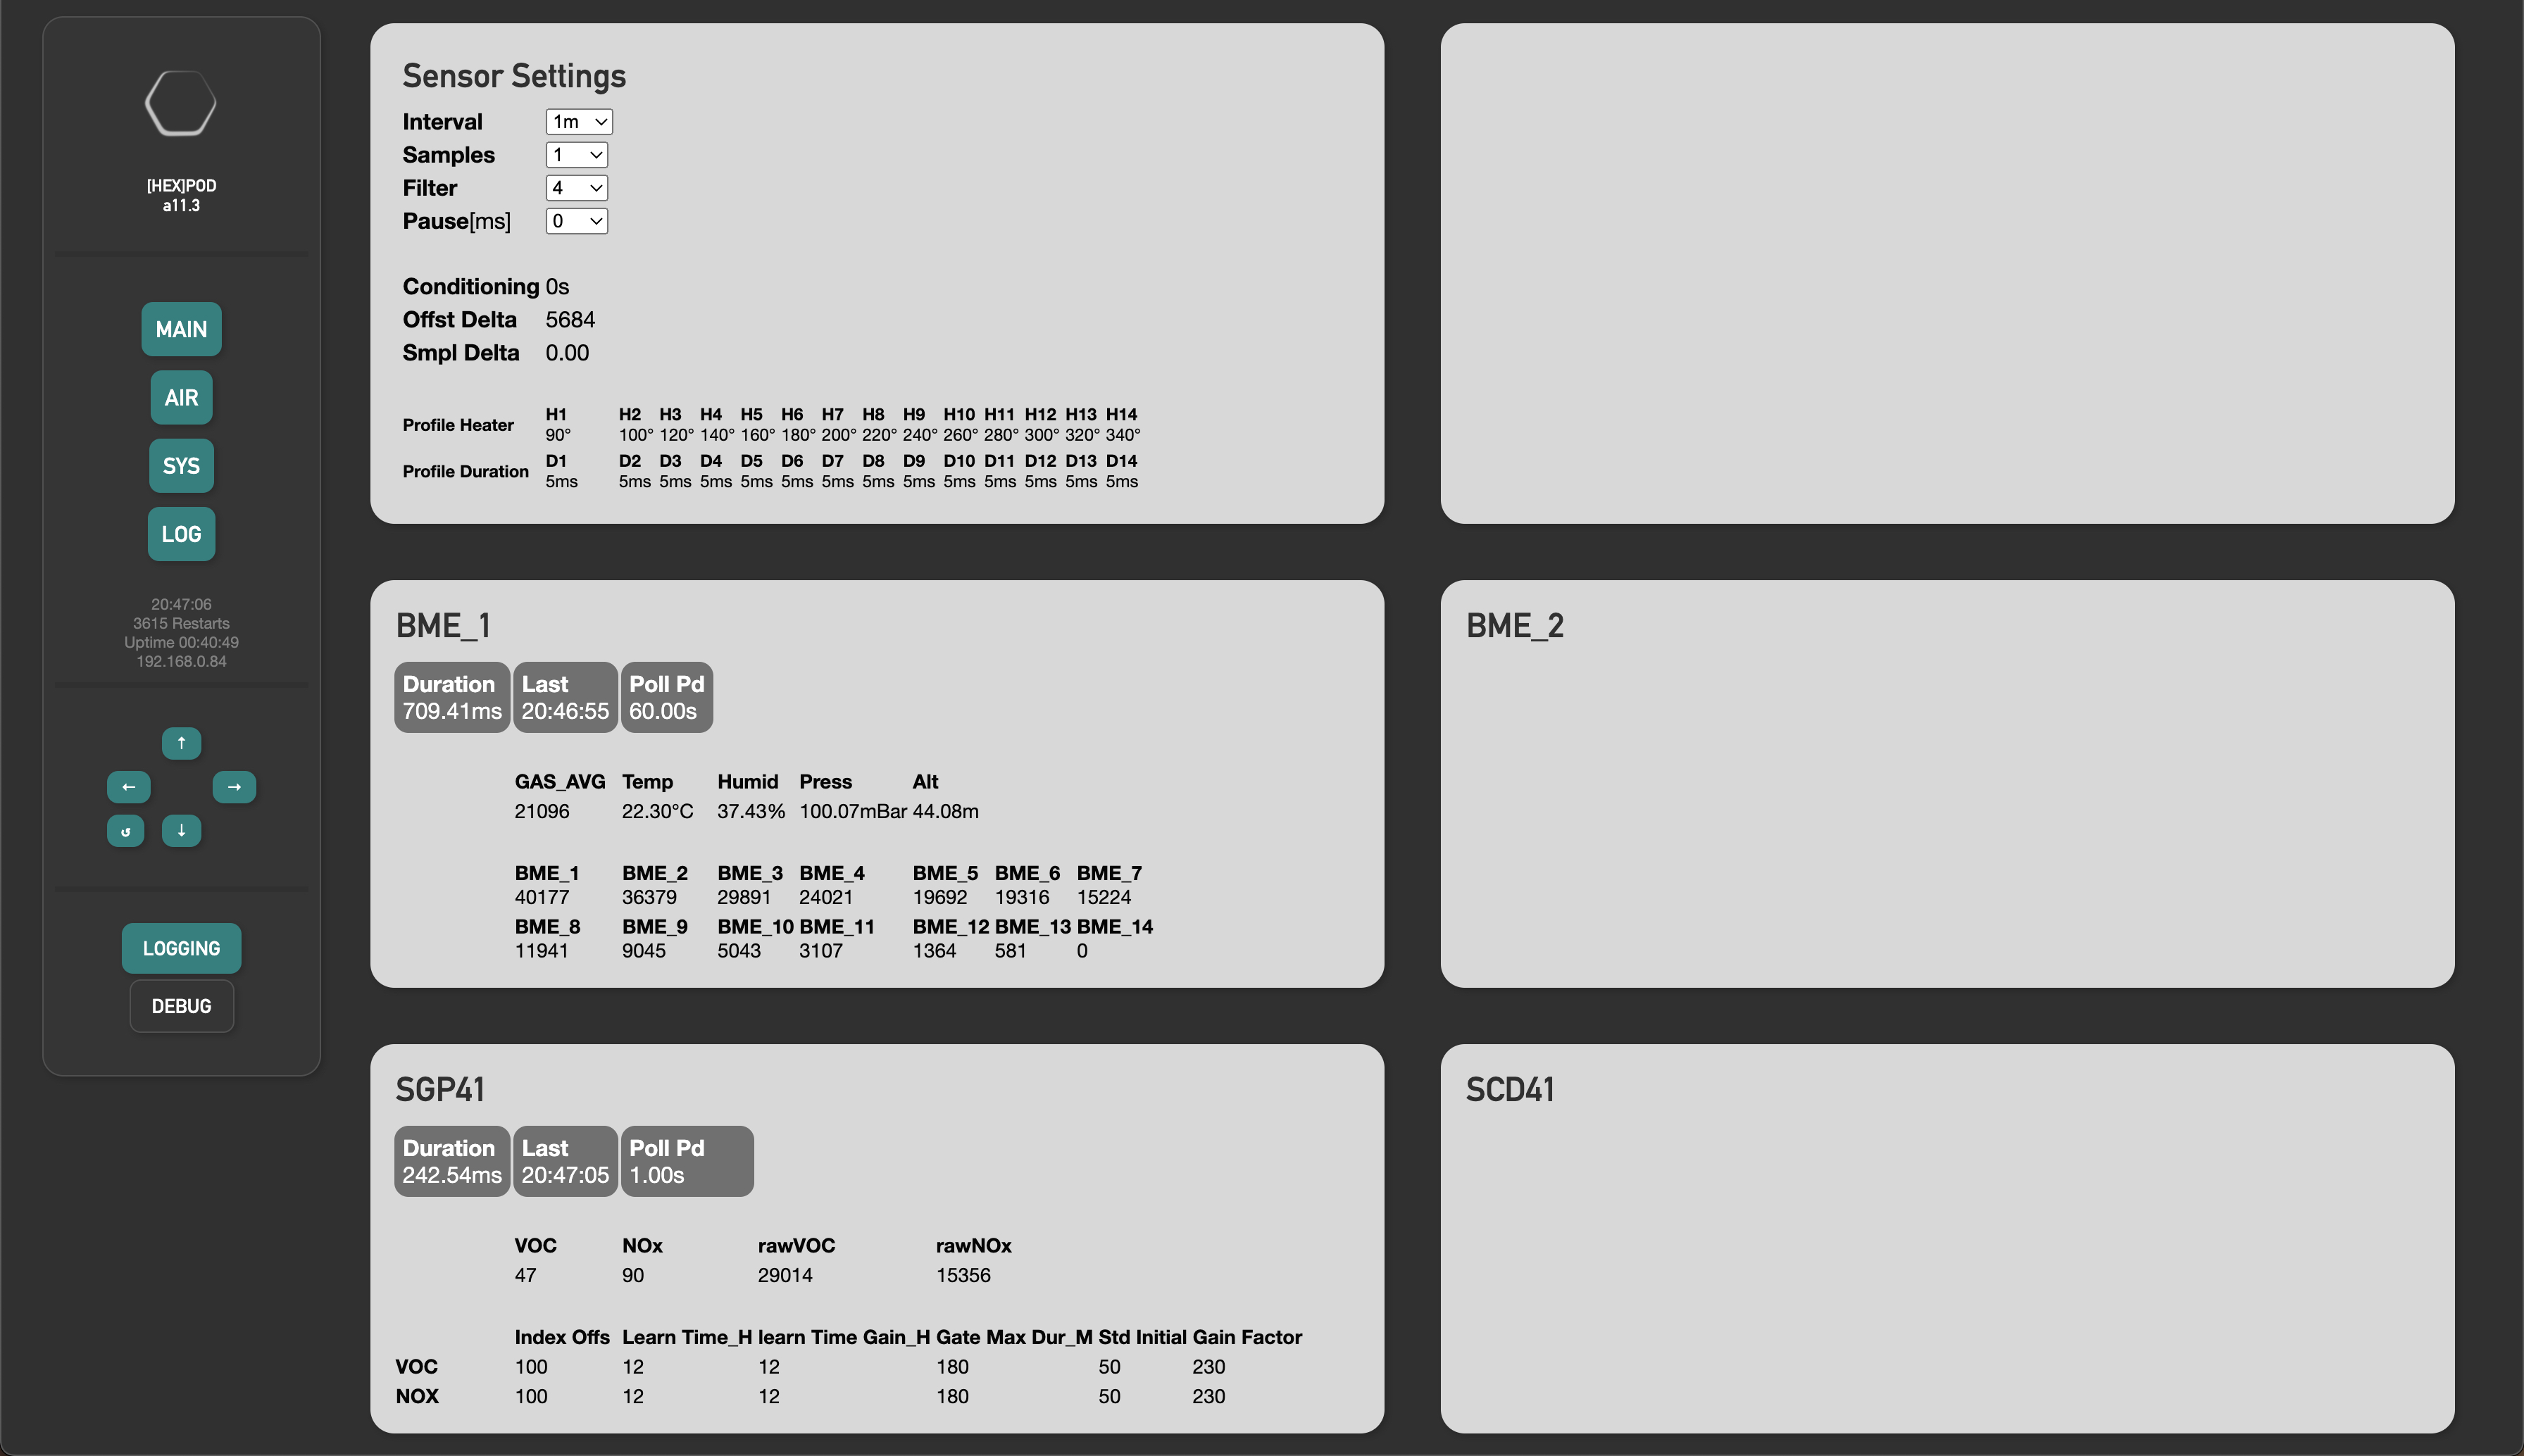 [HEX]POD
a11.3
MAIN
AIR
SYS
LOG
20:47:06
3615 Restarts
Uptime 00:40:49
192.168.0.84
↑
← →
↺ ↓
LOGGING
DEBUG
Sensor Settings
Interval 1m
Samples 1
Filter 4
Pause[ms] 0
Conditioning 0s
Offst Delta 5684
Smpl Delta 0.00
Profile Heater
H1 H2 H3 H4 H5 H6 H7 H8 H9 H10 H11 H12 H13 H14
90° 100° 120° 140° 160° 180° 200° 220° 240° 260° 280° 300° 320° 340°
Profile Duration
D1 D2 D3 D4 D5 D6 D7 D8 D9 D10 D11 D12 D13 D14
5ms 5ms 5ms 5ms 5ms 5ms 5ms 5ms 5ms 5ms 5ms 5ms 5ms 5ms
BME_1
Duration Last Poll Pd
709.41ms 20:46:55 60.00s
GAS_AVG Temp Humid Press Alt
21096 22.30°C 37.43% 100.07mBar 44.08m
BME_1 BME_2 BME_3 BME_4 BME_5 BME_6 BME_7
40177 36379 29891 24021 19692 19316 15224
BME_8 BME_9 BME_10 BME_11 BME_12 BME_13 BME_14
11941 9045 5043 3107 1364 581 0
BME_2
SGP41
Duration Last Poll Pd
242.54ms 20:47:05 1.00s
VOC NOx rawVOC rawNOx
47 90 29014 15356
Index Offs Learn Time_H learn Time Gain_H Gate Max Dur_M Std Initial Gain Factor
VOC 100 12 12 180 50 230
NOX 100 12 12 180 50 230
SCD41